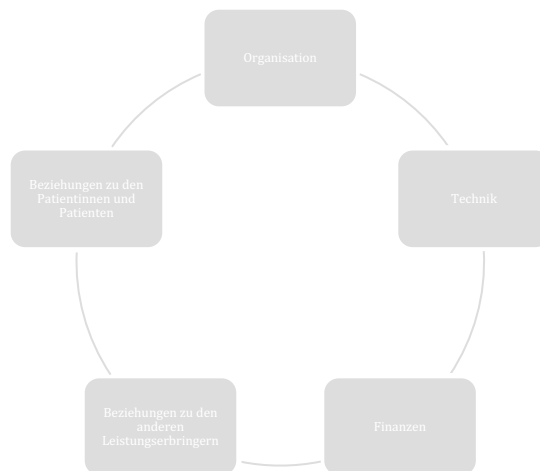 Organisation
Technik
Finanzen
Beziehungen zu den
anderen
Leistungserbringern
Beziehungen zu den
Patientinnen und
Patienten